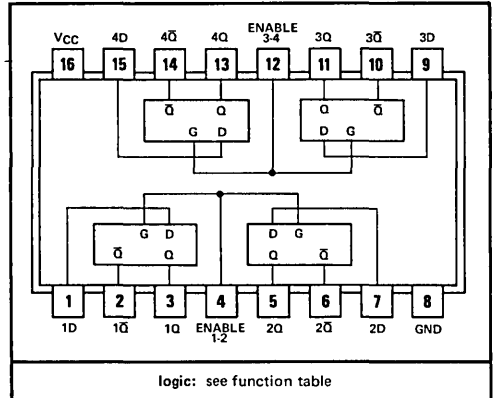 ENABLE
VCC 4D 4Q̅ 4Q 3-4 3Q 3Q̅ 3D
16 15 14 13 12 11 10 9
Q̅ Q Q Q̅
G D D G
G D D G
Q̅ Q Q Q̅
1 2 3 4 5 6 7 8
1D 1Q̅ 1Q ENABLE 2Q 2Q̅ 2D GND
1-2
logic: see function table